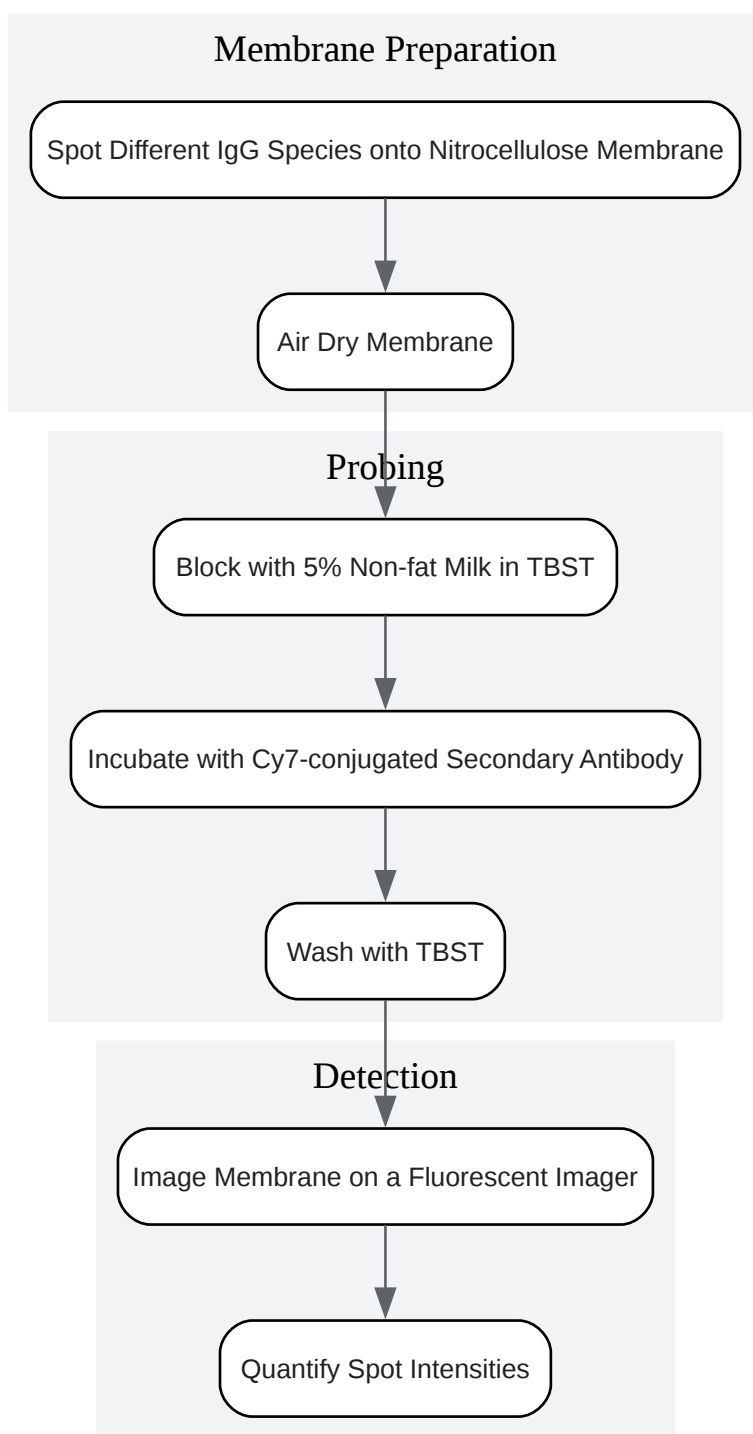 Membrane Preparation
Spot Different IgG Species onto Nitrocellulose Membrane
Air Dry Membrane
Probing
Block with 5% Non-fat Milk in TBST
Incubate with Cy7-conjugated Secondary Antibody
Wash with TBST
Detection
Image Membrane on a Fluorescent Imager
Quantify Spot Intensities